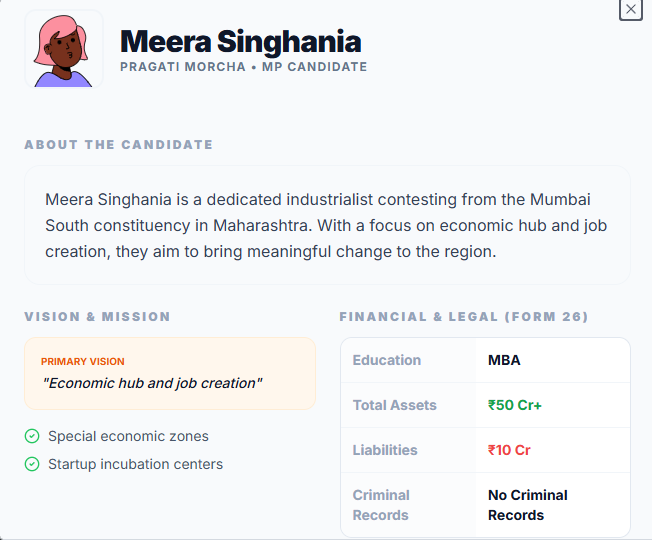 Meera Singhania
PRAGATI MORCHA • MP CANDIDATE
ABOUT THE CANDIDATE
Meera Singhania is a dedicated industrialist contesting from the Mumbai
South constituency in Maharashtra. With a focus on economic hub and job
creation, they aim to bring meaningful change to the region.
VISION & MISSION
PRIMARY VISION
"Economic hub and job creation"
Special economic zones
Startup incubation centers
FINANCIAL & LEGAL (FORM 26)
Education MBA
Total Assets ₹50 Cr+
Liabilities ₹10 Cr
Criminal Records No Criminal Records